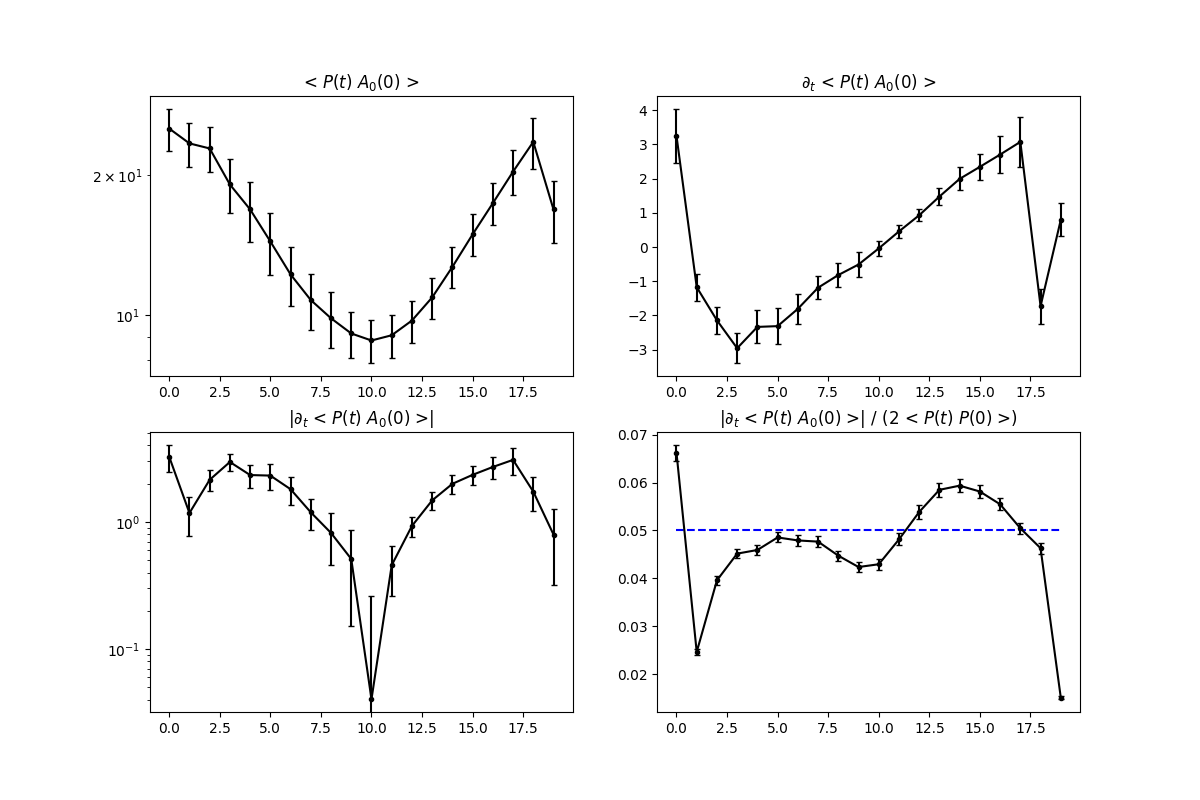 < P(t) A₀(0) >
2 × 10¹
10¹
0.0 2.5 5.0 7.5 10.0 12.5 15.0 17.5
∂ₜ < P(t) A₀(0) >
4
3
2
1
0
−1
−2
−3
0.0 2.5 5.0 7.5 10.0 12.5 15.0 17.5
|∂ₜ < P(t) A₀(0) >|
10⁰
10⁻¹
0.0 2.5 5.0 7.5 10.0 12.5 15.0 17.5
|∂ₜ < P(t) A₀(0) >| / (2 < P(t) P(0) >)
0.07
0.06
0.05
0.04
0.03
0.02
0.0 2.5 5.0 7.5 10.0 12.5 15.0 17.5